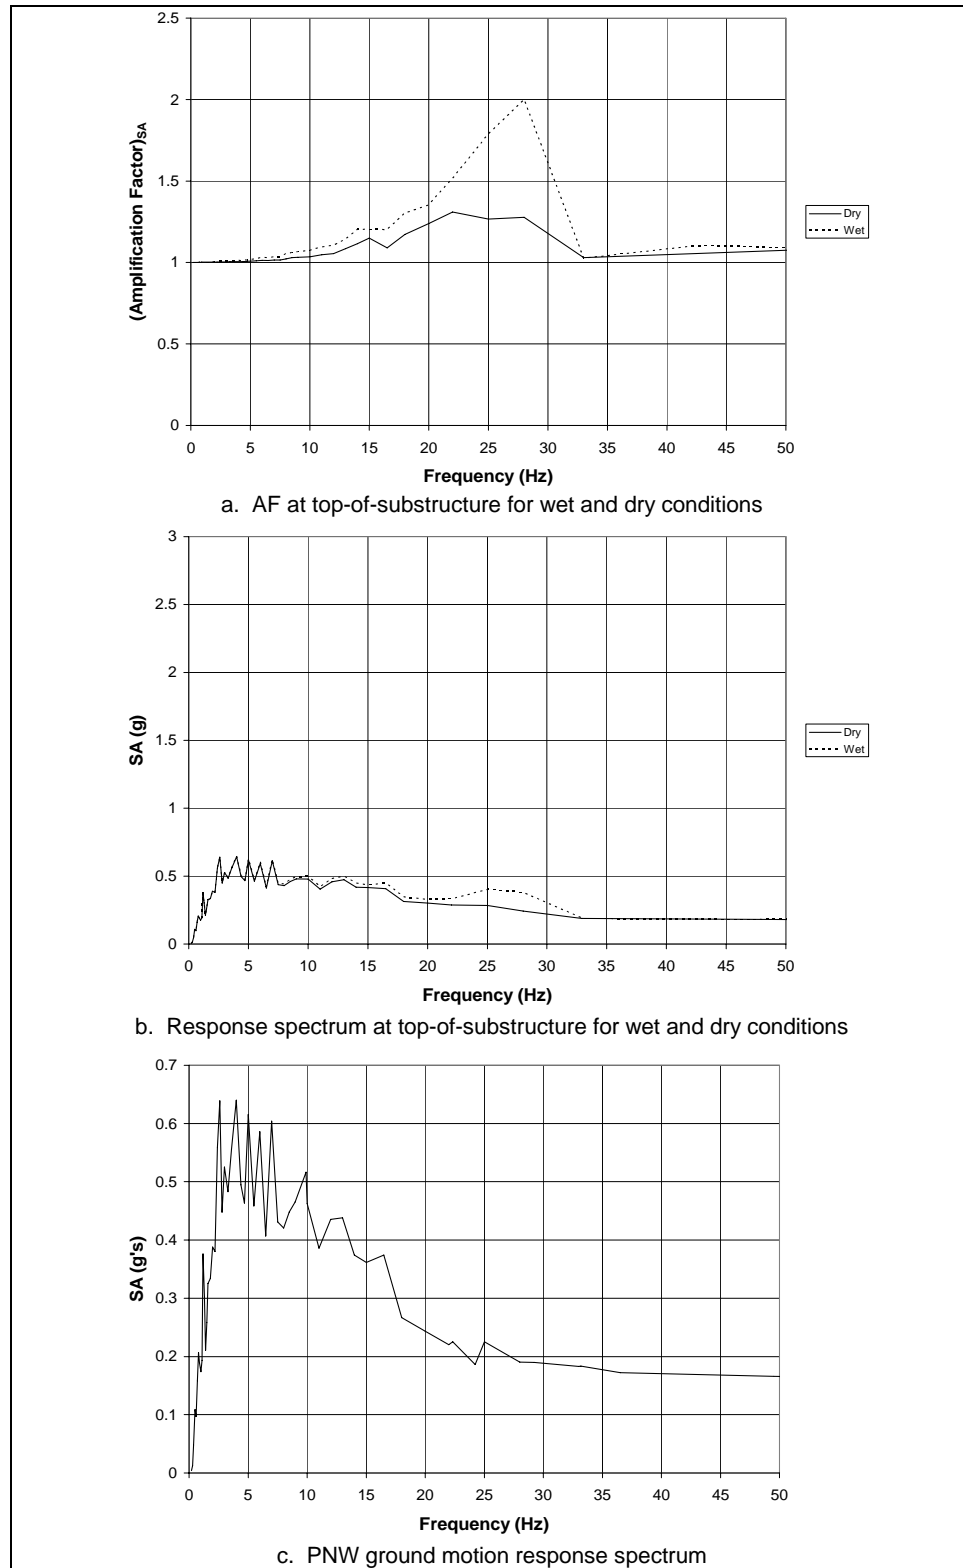 2.5
2
1.5
1
0.5
0
(Amplification Factor)SA
Dry
Wet
0 5 10 15 20 25 30 35 40 45 50
Frequency (Hz)
a. AF at top-of-substructure for wet and dry conditions
3
2.5
2
1.5
1
0.5
0
SA (g)
Dry
Wet
0 5 10 15 20 25 30 35 40 45 50
Frequency (Hz)
b. Response spectrum at top-of-substructure for wet and dry conditions
0.7
0.6
0.5
0.4
0.3
0.2
0.1
0
SA (g's)
0 5 10 15 20 25 30 35 40 45 50
Frequency (Hz)
c. PNW ground motion response spectrum